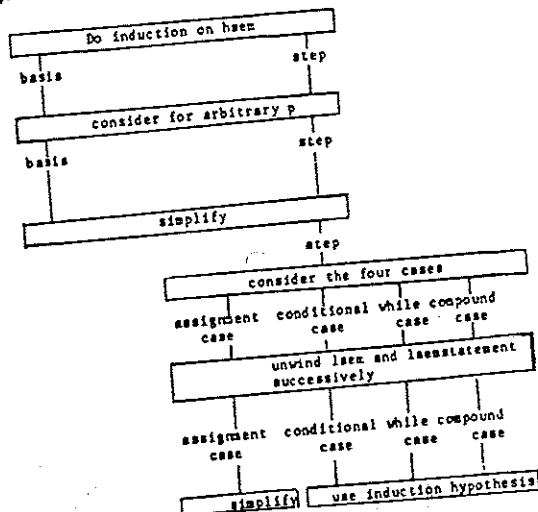 Do induction on hsem
basis step
consider for arbitrary p
basis step
simplify
step
consider the four cases
assignment conditional while compound
case case case case
unwind lsem and lsemstatement
successively
assignment conditional while compound
case case case case
simplify use induction hypothesis